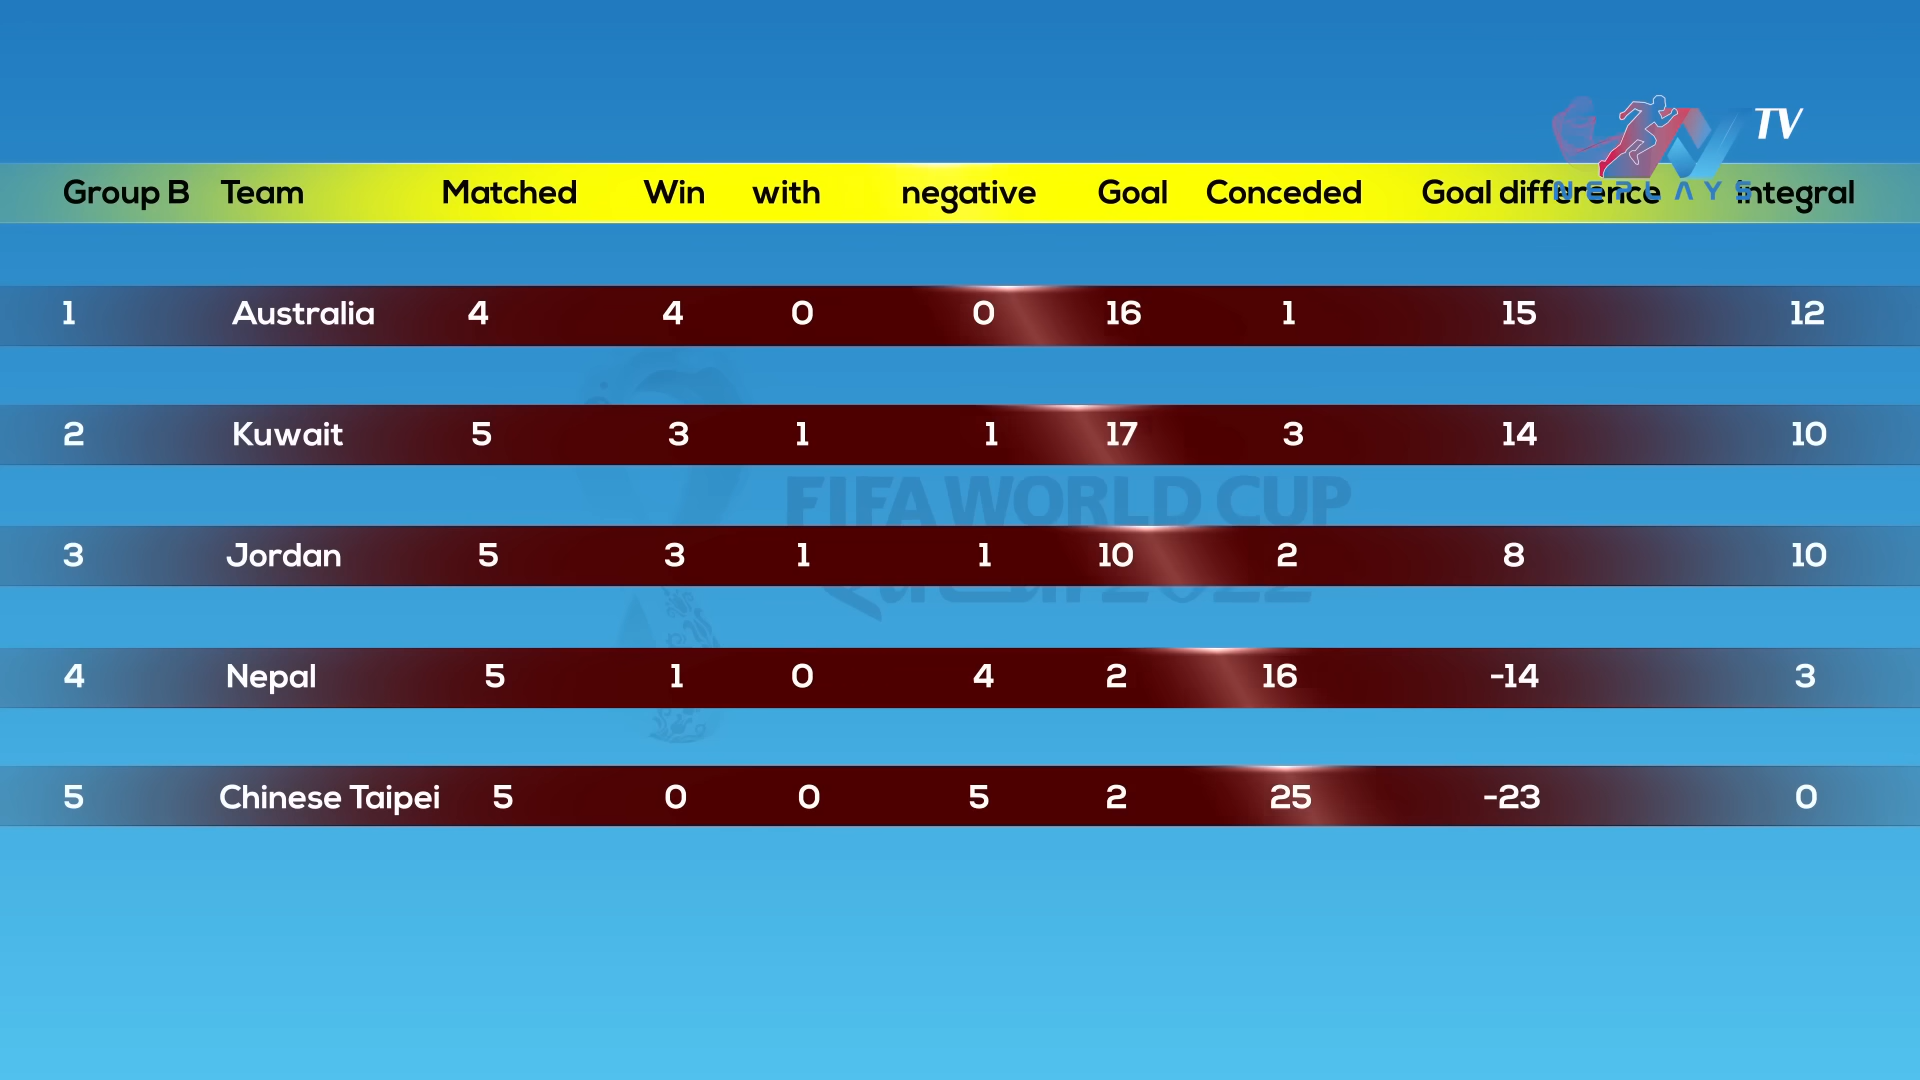 TV
NEPLAYS
Group B Team Matched Win with negative Goal Conceded Goal difference integral
1 Australia 4 4 0 0 16 1 15 12
2 Kuwait 5 3 1 1 17 3 14 10
FIFA WORLD CUP
3 Jordan 5 3 1 1 10 2 8 10
4 Nepal 5 1 0 4 2 16 -14 3
5 Chinese Taipei 5 0 0 5 2 25 -23 0